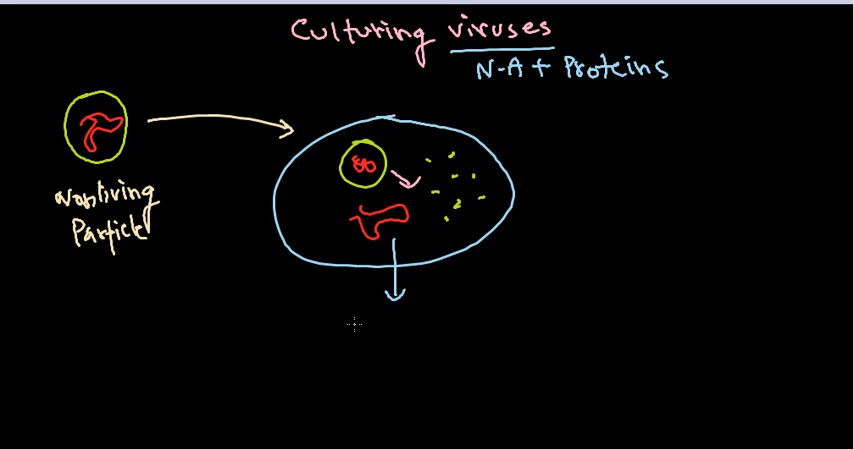 Culturing viruses
N-A + Proteins
Nonliving
Particle